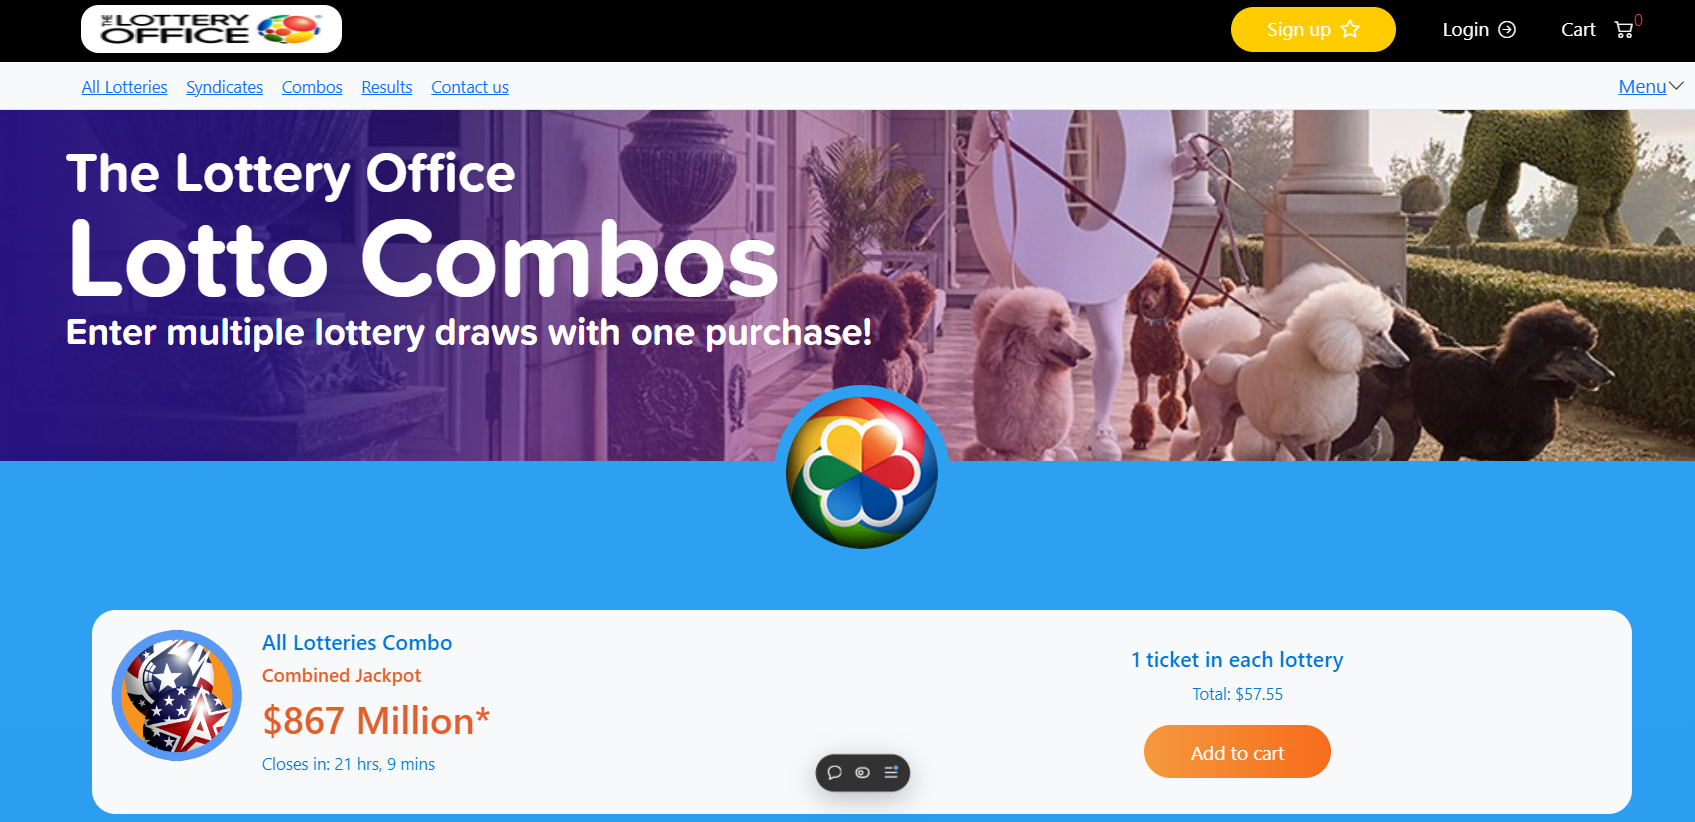 THE LOTTERY OFFICE
Sign up
Login
Cart
0
All Lotteries
Syndicates
Combos
Results
Contact us
Menu
The Lottery Office
Lotto Combos
Enter multiple lottery draws with one purchase!
All Lotteries Combo
Combined Jackpot
$867 Million*
Closes in: 21 hrs, 9 mins
1 ticket in each lottery
Total: $57.55
Add to cart